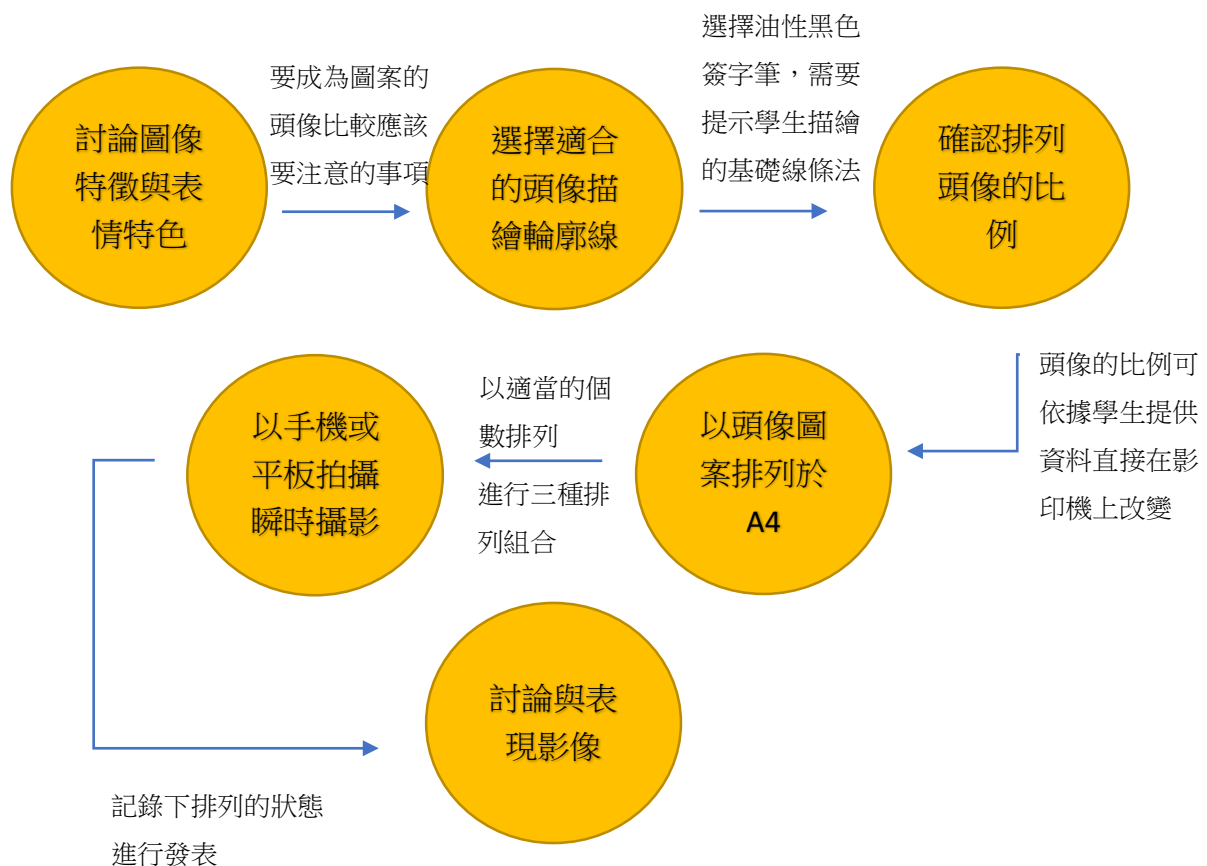 討論圖像
特徵與表
情特色
要成為圖案的
頭像比較應該
要注意的事項
選擇適合
的頭像描
繪輪廓線
選擇油性黑色
簽字筆，需要
提示學生描繪
的基礎線條法
確認排列
頭像的比
例
頭像的比例可
依據學生提供
資料直接在影
印機上改變
以頭像圖
案排列於
A4
以適當的個
數排列
進行三種排
列組合
以手機或
平板拍攝
瞬時攝影
記錄下排列的狀態
進行發表
討論與表
現影像